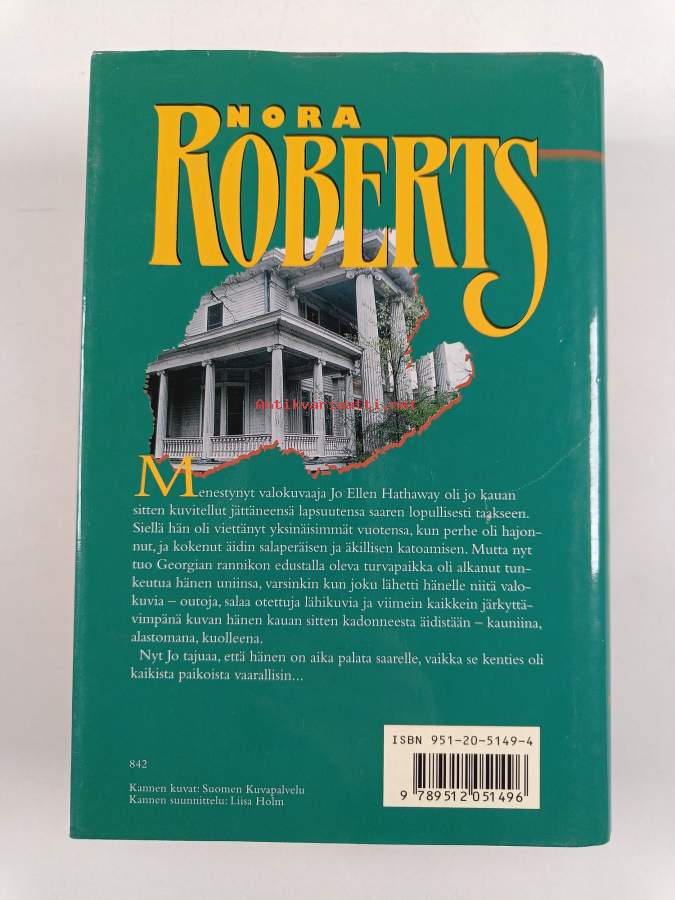 NORA
ROBERTS
Antikvariaatti.net
Menestynyt valokuvaaja Jo Ellen Hathaway oli jo kauan
sitten kuvitellut jättäneensä lapsuutensa saaren lopullisesti taakseen.
Siellä hän oli viettänyt yksinäisimmät vuotensa, kun perhe oli hajon-
nut, ja kokenut äidin salaperäisen ja äkillisen katoamisen. Mutta nyt
tuo Georgian rannikon edustalla oleva turvapaikka oli alkanut tun-
keutua hänen uniinsa, varsinkin kun joku lähetti hänelle niitä valo-
kuvia – outoja, salaa otettuja lähikuvia ja viimein kaikkein järkyttä-
vimpänä kuvan hänen kauan sitten kadonneesta äidistään – kauniina,
alastomana, kuolleena.
Nyt Jo tajuaa, että hänen on aika palata saarelle, vaikka se kenties oli
kaikista paikoista vaarallisin...
ISBN 951-20-5149-4
842
Kannen kuvat: Suomen Kuvapalvelu
Kannen suunnittelu: Liisa Holm
9 789512 051496